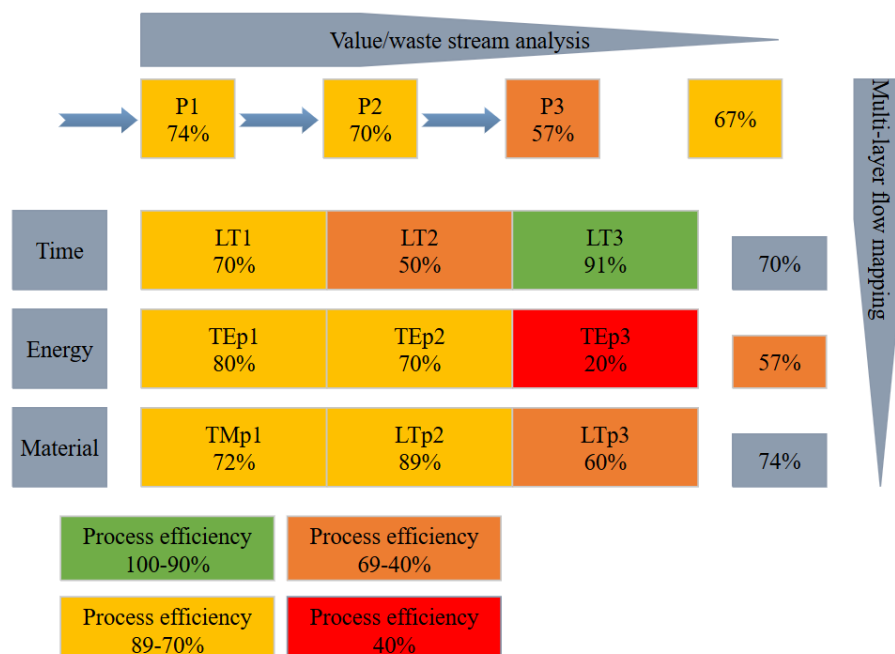 Value/waste stream analysis
P1
74%
P2
70%
P3
57%
67%
Multi-layer flow mapping
Time
LT1
70%
LT2
50%
LT3
91%
70%
Energy
TEp1
80%
TEp2
70%
TEp3
20%
57%
Material
TMp1
72%
LTp2
89%
LTp3
60%
74%
Process efficiency
100-90%
Process efficiency
69-40%
Process efficiency
89-70%
Process efficiency
40%